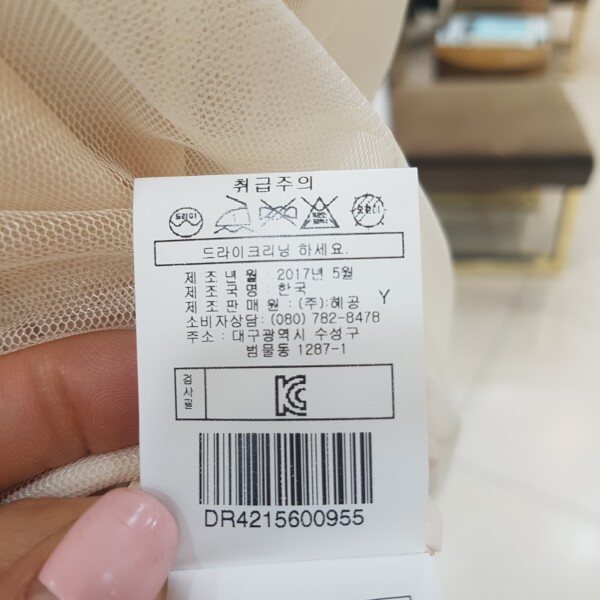 취급주의
드라이
드라이크리닝 하세요.
제조년월 : 2017년 5월
제조국명 : 한국
제조판매원 : (주)혜공
Y
소비자상담: (080) 782-8478
주소 : 대구광역시 수성구
범물동 1287-1
검사필
DR4215600955